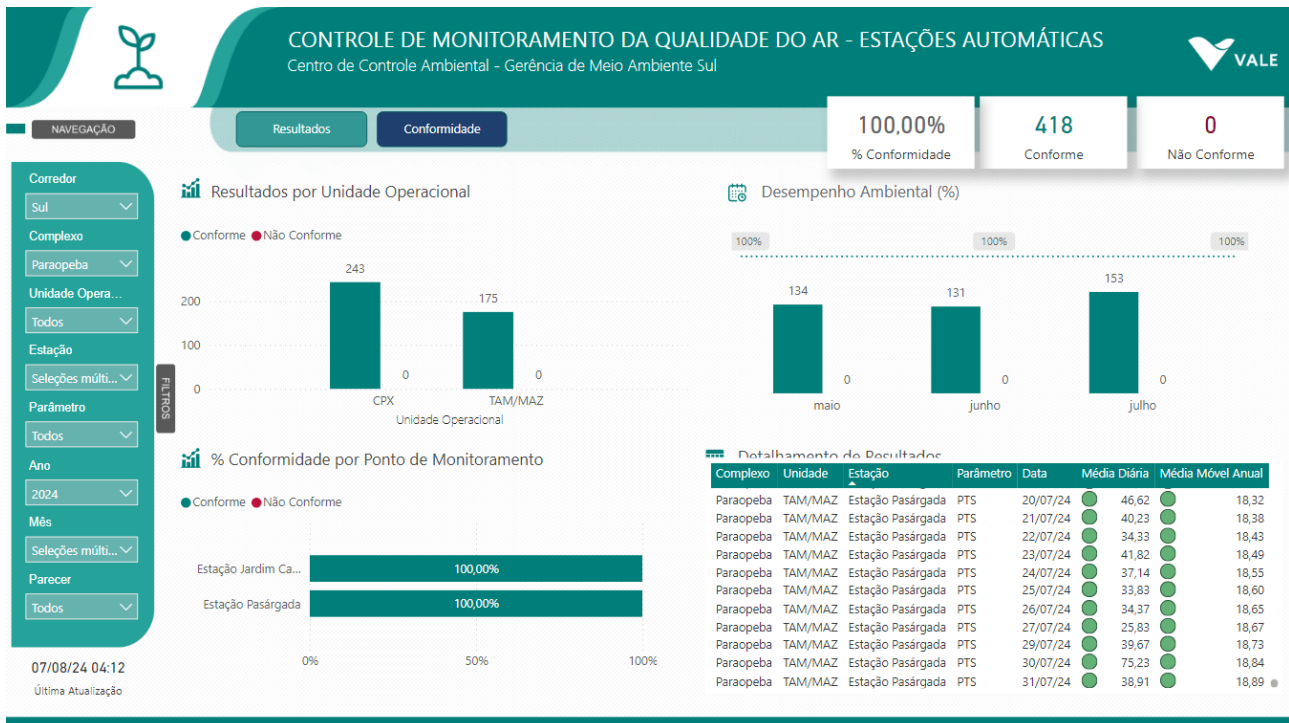 CONTROLE DE MONITORAMENTO DA QUALIDADE DO AR - ESTAÇÕES AUTOMÁTICAS
Centro de Controle Ambiental - Gerência de Meio Ambiente Sul
VALE
NAVEGAÇÃO
Resultados
Conformidade
100,00%
% Conformidade
418
Conforme
0
Não Conforme
Corredor
Sul
Complexo
Paraopeba
Unidade Opera...
Todos
Estação
Seleções múlti...
Parâmetro
Todos
Ano
2024
Mês
Seleções múlti...
Parecer
Todos
07/08/24 04:12
Última Atualização
FILTROS
Resultados por Unidade Operacional
Conforme Não Conforme
243
175
200
100
0
0
0
CPX TAM/MAZ
Unidade Operacional
Desempenho Ambiental (%)
100% 100% 100%
134 131 153
0 0 0
maio junho julho
% Conformidade por Ponto de Monitoramento
Conforme Não Conforme
Estação Jardim Ca... 100,00%
Estação Pasárgada 100,00%
0% 50% 100%
Detalhamento de Resultados
Complexo Unidade Estação Parâmetro Data Média Diária Média Móvel Anual
Paraopeba TAM/MAZ Estação Pasárgada PTS 20/07/24 46,62 18,32
Paraopeba TAM/MAZ Estação Pasárgada PTS 21/07/24 40,23 18,38
Paraopeba TAM/MAZ Estação Pasárgada PTS 22/07/24 34,33 18,43
Paraopeba TAM/MAZ Estação Pasárgada PTS 23/07/24 41,82 18,49
Paraopeba TAM/MAZ Estação Pasárgada PTS 24/07/24 37,14 18,55
Paraopeba TAM/MAZ Estação Pasárgada PTS 25/07/24 33,83 18,60
Paraopeba TAM/MAZ Estação Pasárgada PTS 26/07/24 34,37 18,65
Paraopeba TAM/MAZ Estação Pasárgada PTS 27/07/24 25,83 18,67
Paraopeba TAM/MAZ Estação Pasárgada PTS 29/07/24 39,67 18,73
Paraopeba TAM/MAZ Estação Pasárgada PTS 30/07/24 75,23 18,84
Paraopeba TAM/MAZ Estação Pasárgada PTS 31/07/24 38,91 18,89